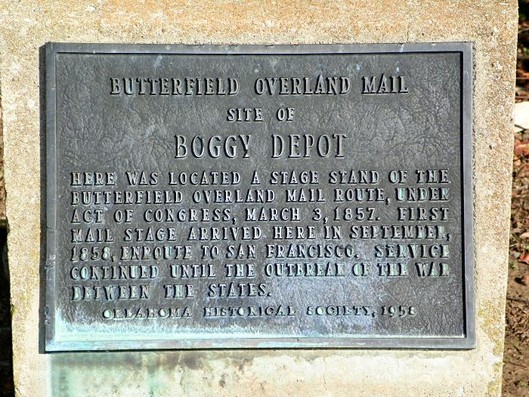 BUTTERFIELD OVERLAND MAIL
SITE OF
BOGGY DEPOT
HERE WAS LOCATED A STAGE STAND OF THE
BUTTERFIELD OVERLAND MAIL ROUTE, UNDER
ACT OF CONGRESS, MARCH 3, 1857. FIRST
MAIL STAGE ARRIVED HERE IN SEPTEMBER,
1858, ENROUTE TO SAN FRANCISCO. SERVICE
CONTINUED UNTIL THE OUTBREAK OF THE WAR
BETWEEN THE STATES.
OKLAHOMA HISTORICAL SOCIETY, 1958